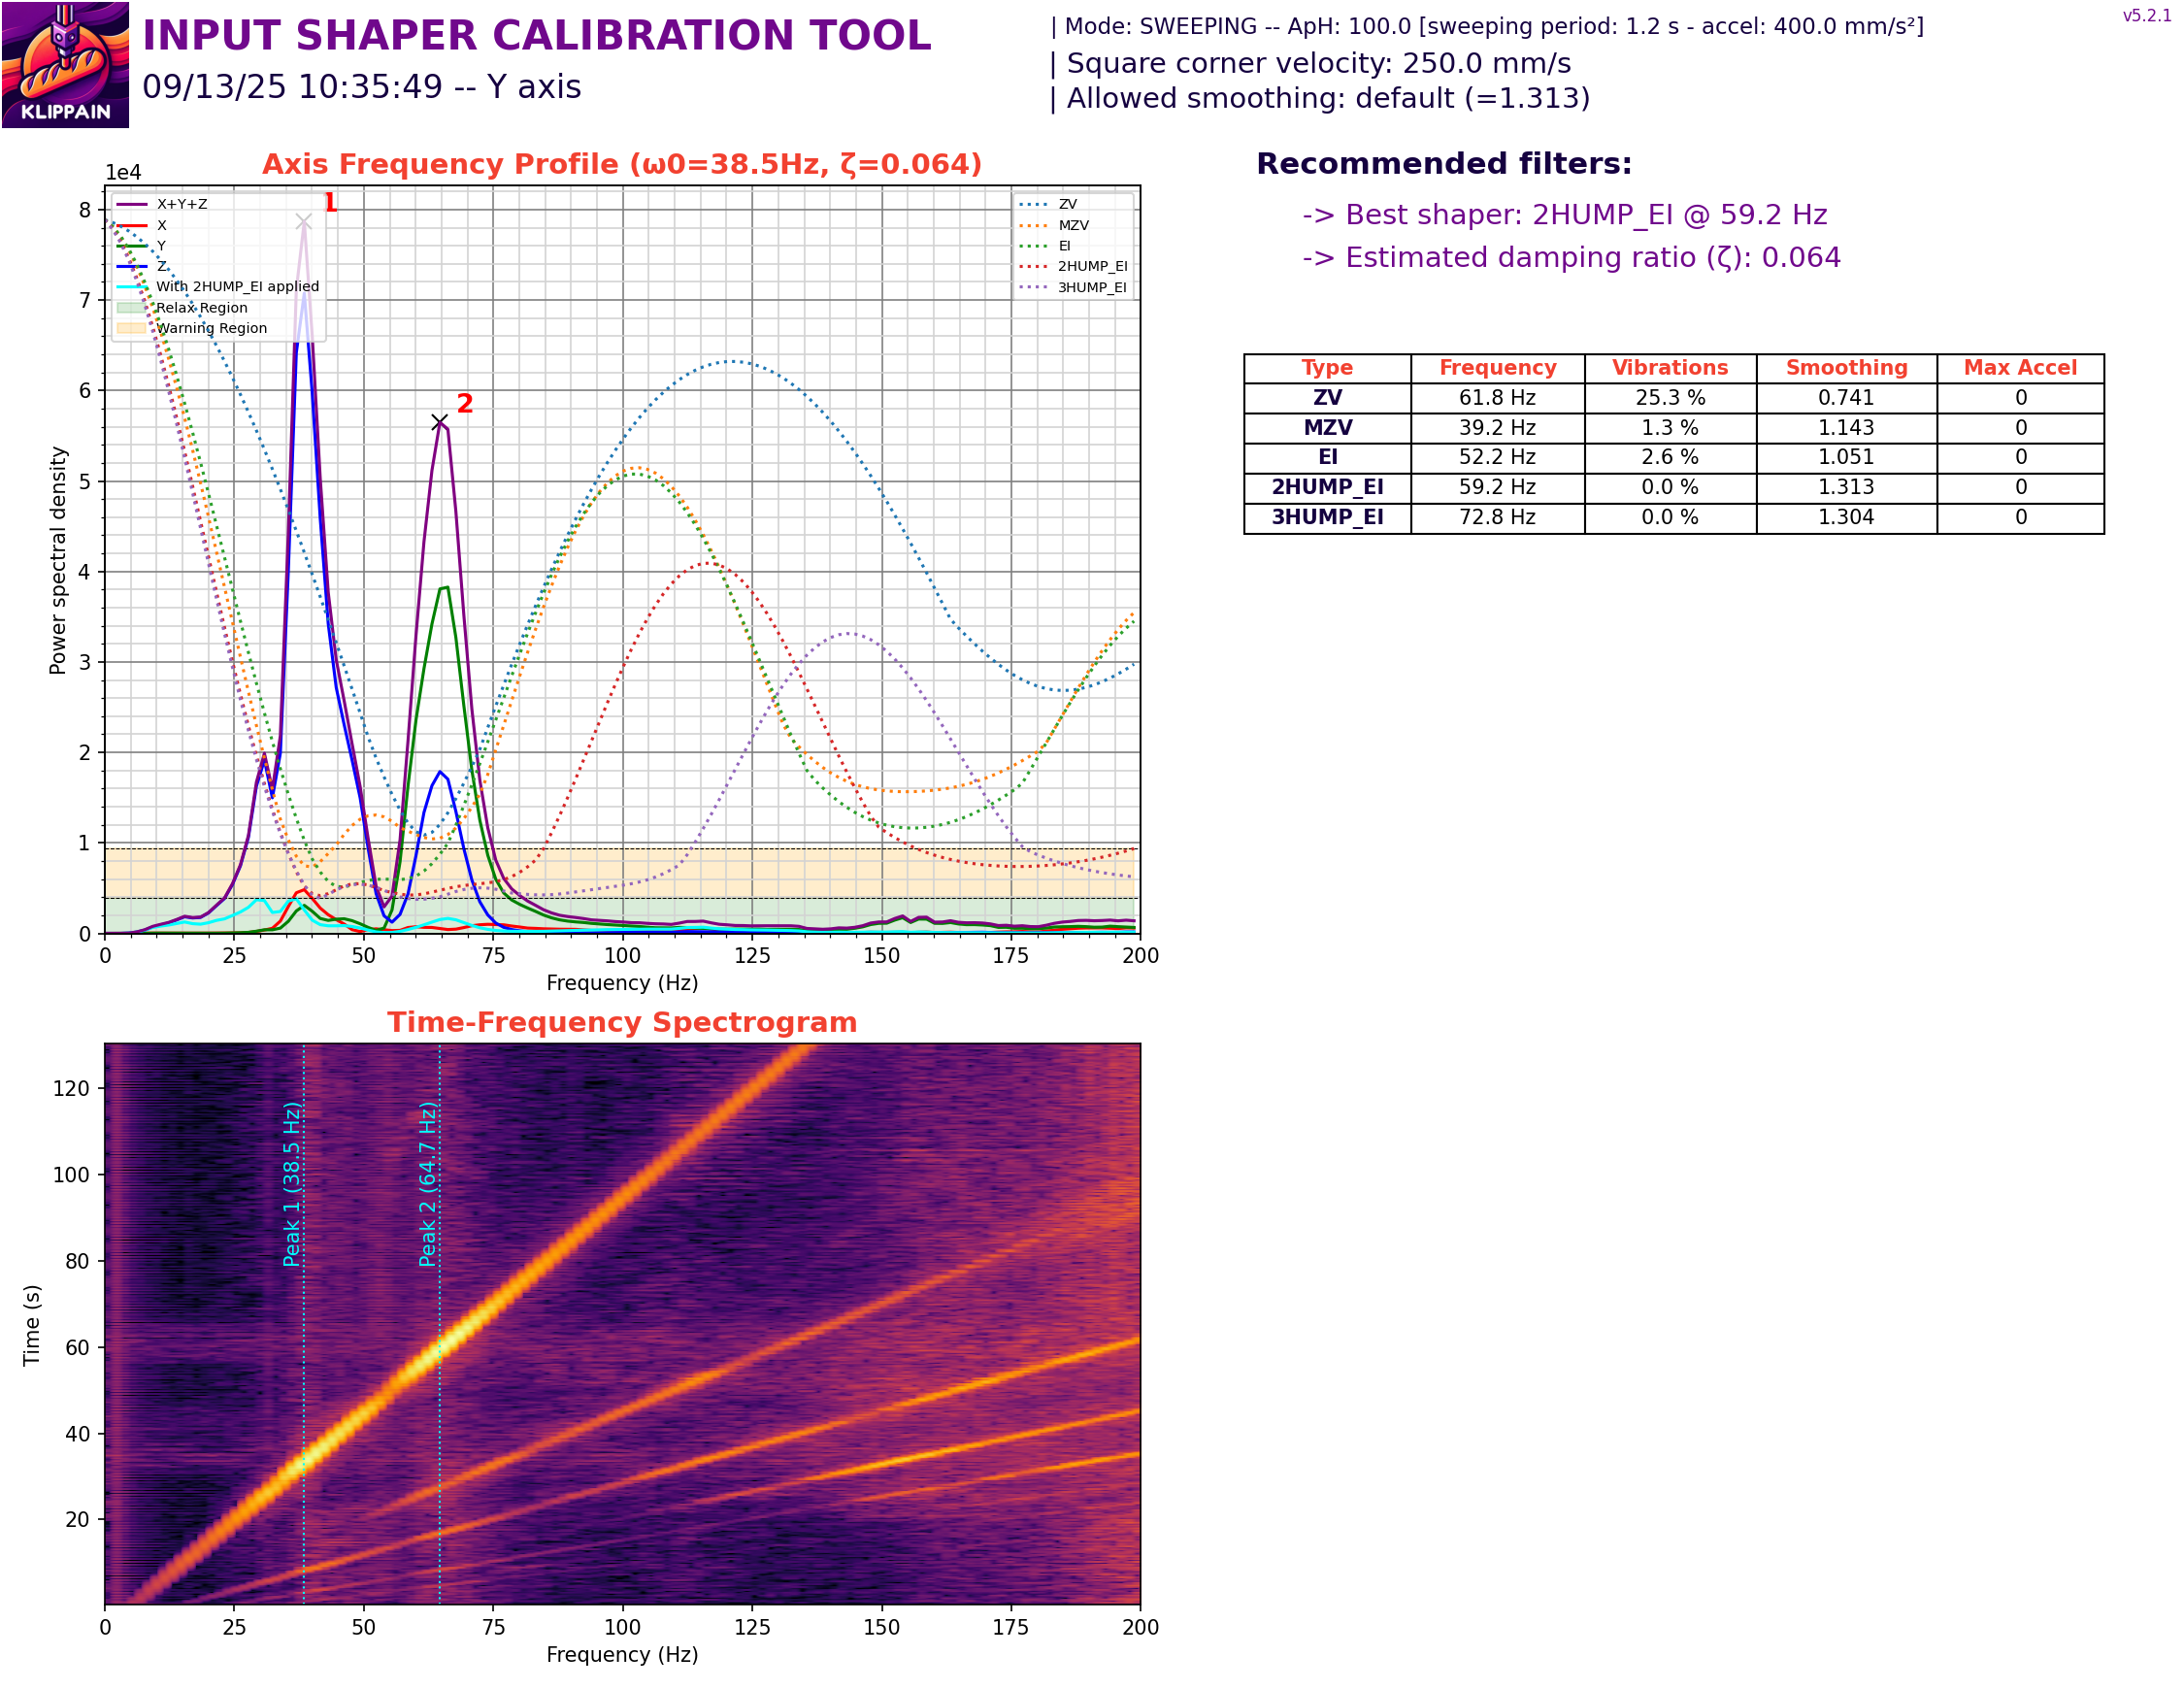 INPUT SHAPER CALIBRATION TOOL
09/13/25 10:35:49 -- Y axis
KLIPPAIN
| Mode: SWEEPING -- ApH: 100.0 [sweeping period: 1.2 s - accel: 400.0 mm/s²]
| Square corner velocity: 250.0 mm/s
| Allowed smoothing: default (=1.313)
v5.2.1
Axis Frequency Profile (ω0=38.5Hz, ζ=0.064)
1e4
X+Y+Z
X
Y
Z
With 2HUMP_EI applied
Relax Region
Warning Region
1
2
ZV
MZV
EI
2HUMP_EI
3HUMP_EI
Power spectral density
8
7
6
5
4
3
2
1
0
0 25 50 75 100 125 150 175 200
Frequency (Hz)
Recommended filters:
-> Best shaper: 2HUMP_EI @ 59.2 Hz
-> Estimated damping ratio (ζ): 0.064
Type Frequency Vibrations Smoothing Max Accel
ZV 61.8 Hz 25.3 % 0.741 0
MZV 39.2 Hz 1.3 % 1.143 0
EI 52.2 Hz 2.6 % 1.051 0
2HUMP_EI 59.2 Hz 0.0 % 1.313 0
3HUMP_EI 72.8 Hz 0.0 % 1.304 0
Time-Frequency Spectrogram
Time (s)
120
100
80
60
40
20
Peak 1 (38.5 Hz)
Peak 2 (64.7 Hz)
0 25 50 75 100 125 150 175 200
Frequency (Hz)